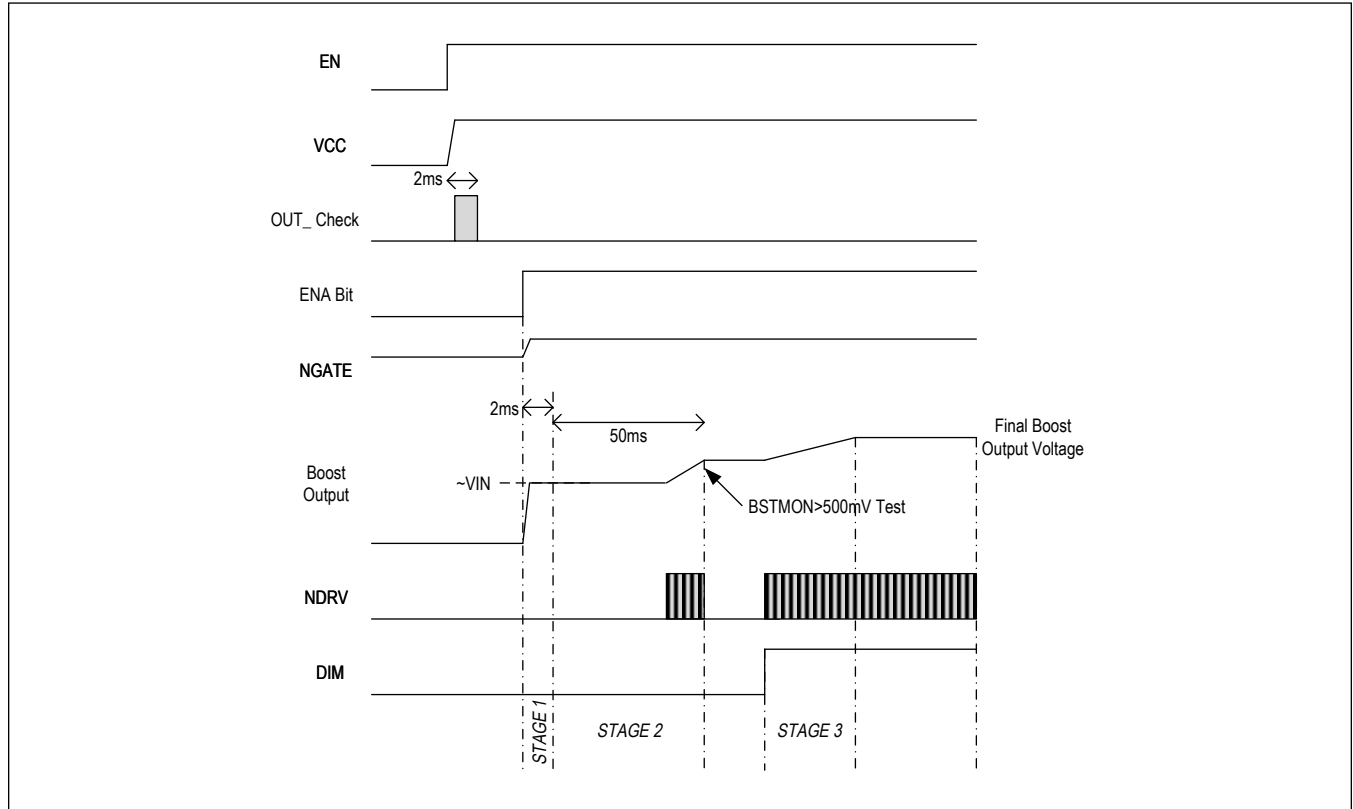 EN
VCC
2ms
OUT_ Check
ENA Bit
NGATE
2ms
50ms
Final Boost
Output Voltage
Boost
Output
~VIN
BSTMON>500mV Test
NDRV
DIM
STAGE 1
STAGE 2
STAGE 3